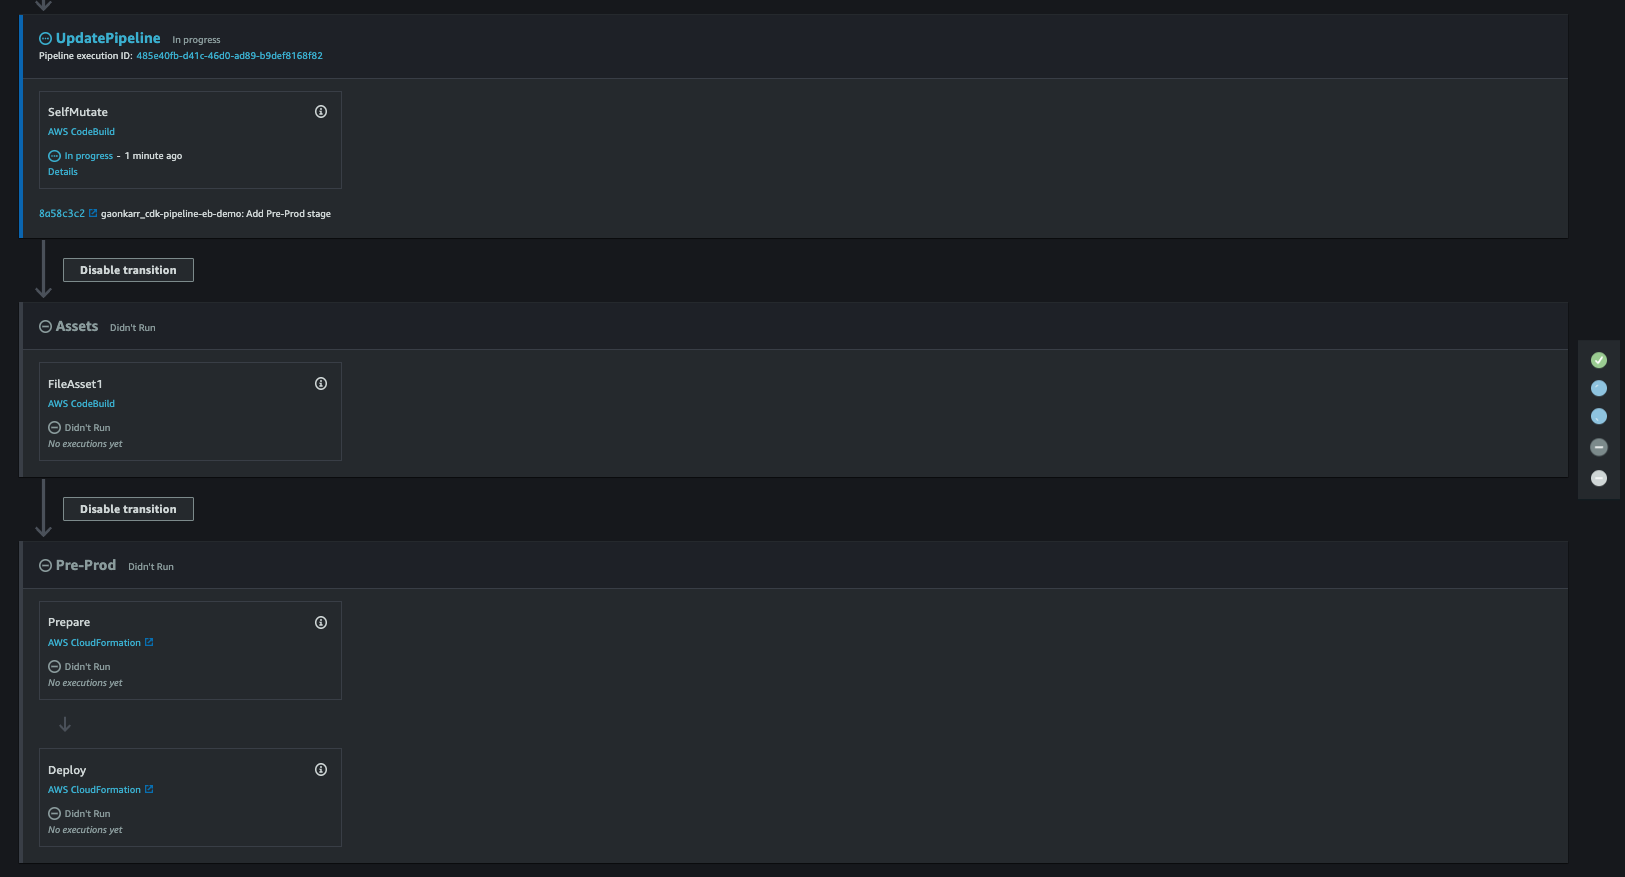 UpdatePipeline In progress
Pipeline execution ID: 485e40fb-d41c-46d0-ad89-b9def8168f82
SelfMutate
AWS CodeBuild
In progress - 1 minute ago
Details
8a58c3c2 gaonkarr_cdk-pipeline-eb-demo: Add Pre-Prod stage
Disable transition
Assets Didn't Run
FileAsset1
AWS CodeBuild
Didn't Run
No executions yet
Disable transition
Pre-Prod Didn't Run
Prepare
AWS CloudFormation
Didn't Run
No executions yet
Deploy
AWS CloudFormation
Didn't Run
No executions yet